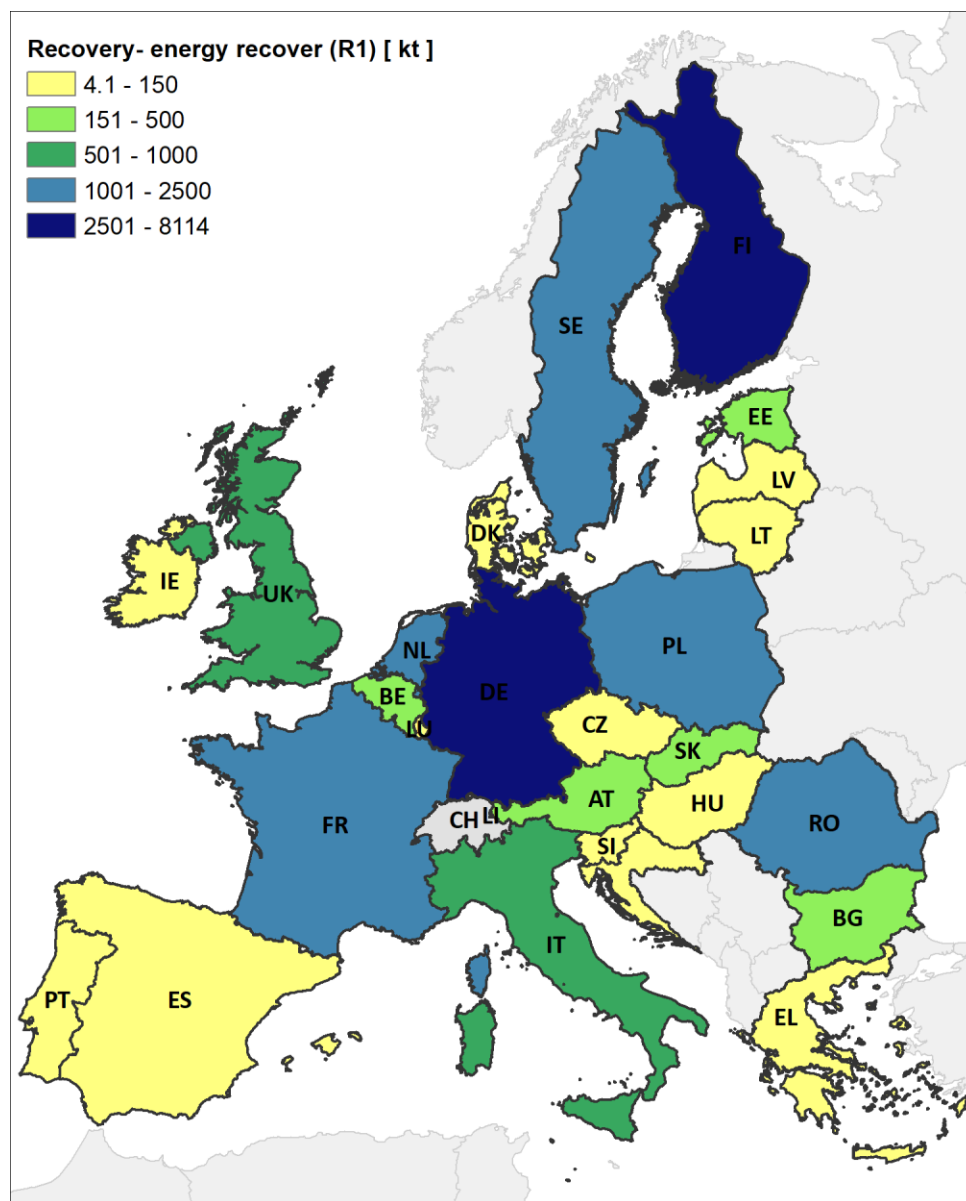 Recovery- energy recover (R1) [ kt ]
4.1 - 150
151 - 500
501 - 1000
1001 - 2500
2501 - 8114
FI
SE
EE
LV
LT
DK
IE
UK
NL
PL
BE
DE
LU
CZ
SK
AT
HU
CH
LI
FR
RO
SI
BG
IT
PT
ES
EL